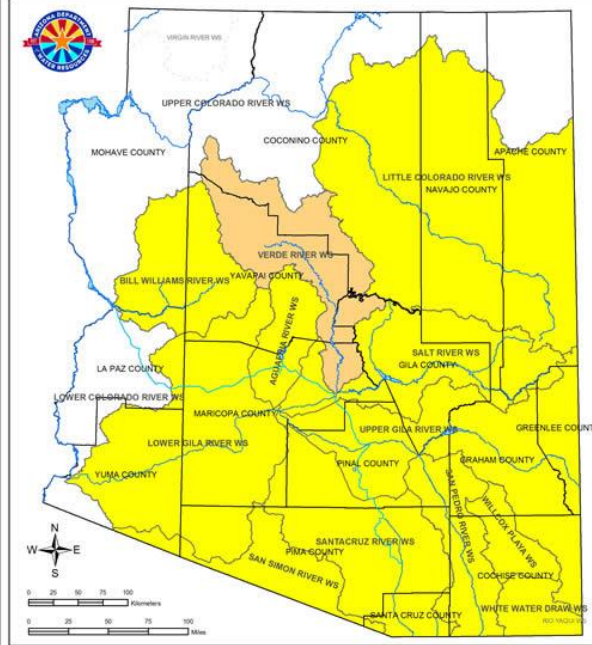 ARIZONA DEPARTMENT
WATER RESOURCES
VIRGIN RIVER WS
UPPER COLORADO RIVER WS
COCONINO COUNTY
MOHAVE COUNTY
APACHE COUNTY
LITTLE COLORADO RIVER WS
NAVAJO COUNTY
VERDE RIVER WS
YAVAPAI COUNTY
BILL WILLIAMS RIVER WS
AGUA FRIA RIVER WS
SALT RIVER WS
GILA COUNTY
LA PAZ COUNTY
LOWER COLORADO RIVER WS
MARICOPA COUNTY
UPPER GILA RIVER WS
GREENLEE COUNT
LOWER GILA RIVER WS
YUMA COUNTY
PINAL COUNTY
GRAHAM COUNTY
SAN PEDRO RIVER WS
WILLCOX PLAYA WS
SANTACRUZ RIVER WS
PIMA COUNTY
SAN SIMON RIVER WS
COCHISE COUNTY
SANTA CRUZ COUNTY
WHITE WATER DRAW WS
RIO YAQUI WS
N
W E
S
0 25 50 75 100
Kilometers
0 25 50 100
Miles